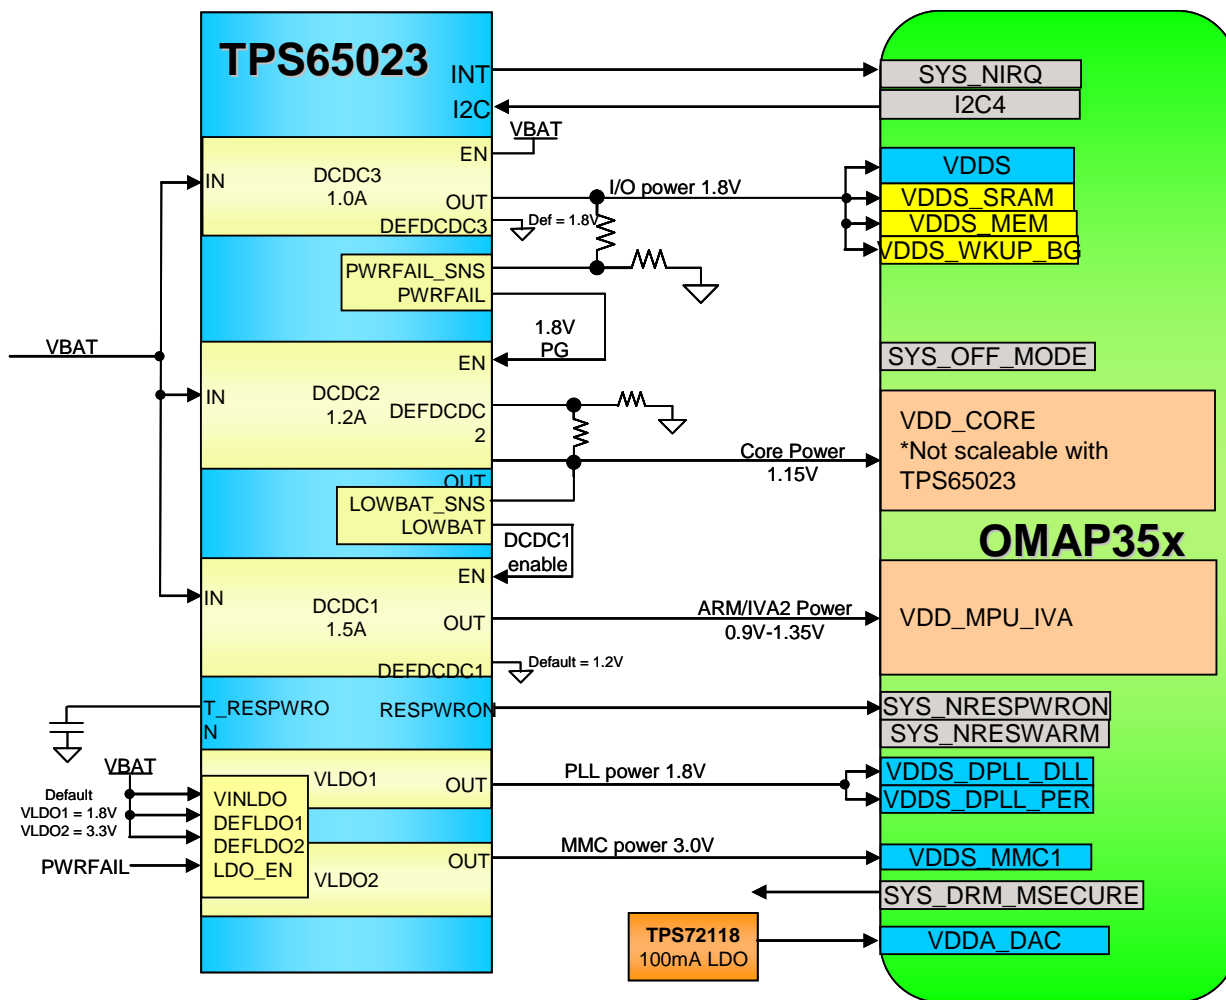 TPS65023
INT
I2C
SYS_NIRQ
I2C4
VBAT
EN
IN
DCDC3
1.0A
OUT
DEFDCDC3
Def = 1.8V
I/O power 1.8V
VDDS
VDDS_SRAM
VDDS_MEM
VDDS_WKUP_BG
PWRFAIL_SNS
PWRFAIL
1.8V
PG
VBAT
EN
IN
DCDC2
1.2A
DEFDCDC
2
OUT
SYS_OFF_MODE
Core Power
1.15V
VDD_CORE
*Not scaleable with
TPS65023
LOWBAT_SNS
LOWBAT
DCDC1
enable
OMAP35x
EN
IN
DCDC1
1.5A
OUT
DEFDCDC1
Default = 1.2V
ARM/IVA2 Power
0.9V-1.35V
VDD_MPU_IVA
T_RESPWRO
N
RESPWRON
SYS_NRESPWRON
SYS_NRESWARM
VBAT
Default
VLDO1 = 1.8V
VLDO2 = 3.3V
PWRFAIL
VINLDO
DEFLDO1
DEFLDO2
LDO_EN
VLDO1
OUT
PLL power 1.8V
VDDS_DPLL_DLL
VDDS_DPLL_PER
VLDO2
OUT
MMC power 3.0V
VDDS_MMC1
SYS_DRM_MSECURE
TPS72118
100mA LDO
VDDA_DAC